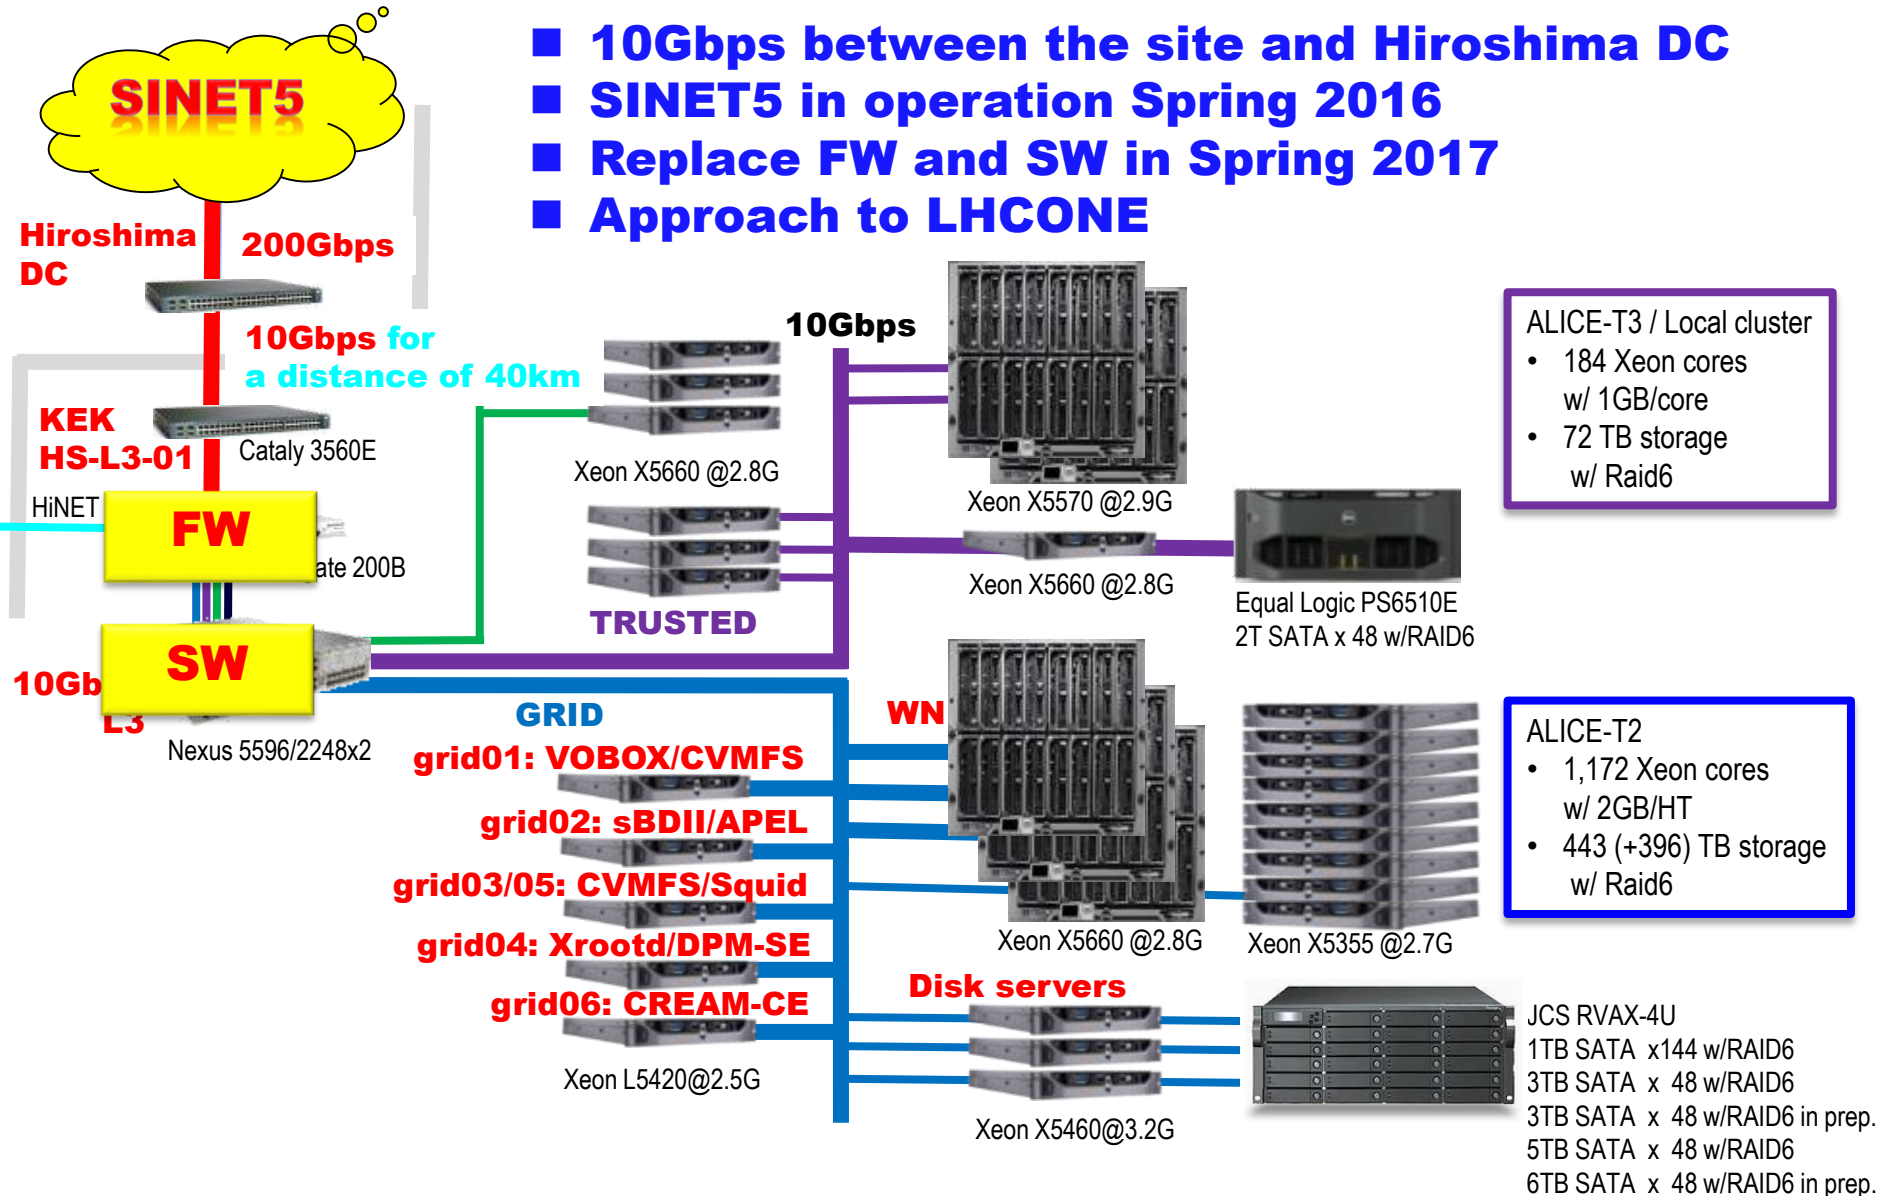 SINET5
■ 10Gbps between the site and Hiroshima DC
■ SINET5 in operation Spring 2016
■ Replace FW and SW in Spring 2017
■ Approach to LHCONE
Hiroshima
DC
200Gbps
10Gbps for
a distance of 40km
KEK
HS-L3-01
Cataly 3560E
HiNET
FW
ate 200B
SW
10Gb
L3
Nexus 5596/2248x2
10Gbps
Xeon X5660 @2.8G
TRUSTED
Xeon X5570 @2.9G
Xeon X5660 @2.8G
Equal Logic PS6510E
2T SATA x 48 w/RAID6
ALICE-T3 / Local cluster
• 184 Xeon cores
w/ 1GB/core
• 72 TB storage
w/ Raid6
GRID
WN
grid01: VOBOX/CVMFS
grid02: sBDII/APEL
grid03/05: CVMFS/Squid
grid04: Xrootd/DPM-SE
grid06: CREAM-CE
Xeon L5420@2.5G
Xeon X5660 @2.8G
Xeon X5355 @2.7G
Disk servers
Xeon X5460@3.2G
ALICE-T2
• 1,172 Xeon cores
w/ 2GB/HT
• 443 (+396) TB storage
w/ Raid6
JCS RVAX-4U
1TB SATA x144 w/RAID6
3TB SATA x 48 w/RAID6
3TB SATA x 48 w/RAID6 in prep.
5TB SATA x 48 w/RAID6
6TB SATA x 48 w/RAID6 in prep.